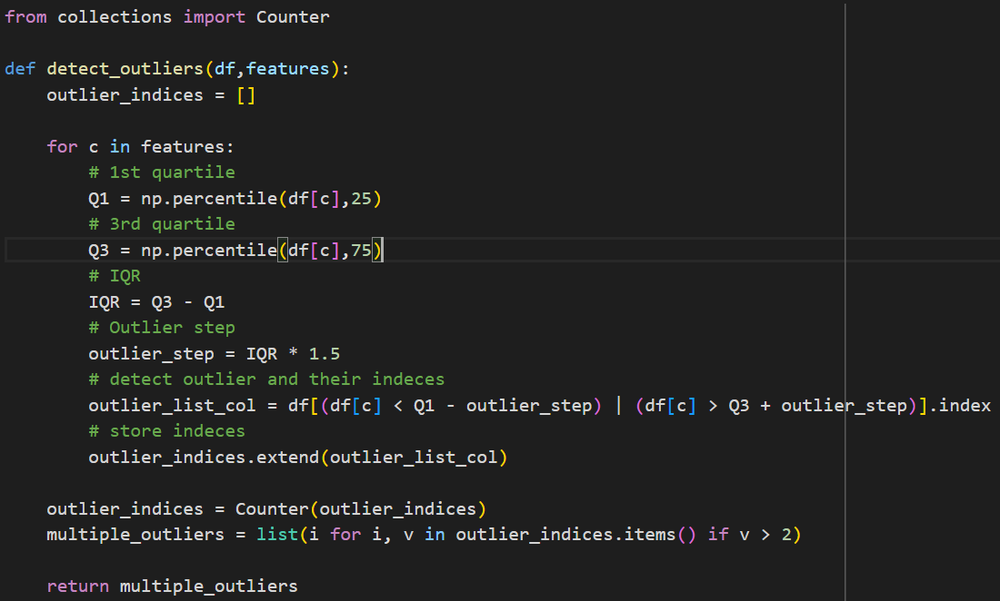 from collections import Counter
def detect_outliers(df,features):
    outlier_indices = []
    for c in features:
        # 1st quartile
        Q1 = np.percentile(df[c],25)
        # 3rd quartile
        Q3 = np.percentile(df[c],75)
        # IQR
        IQR = Q3 - Q1
        # Outlier step
        outlier_step = IQR * 1.5
        # detect outlier and their indeces
        outlier_list_col = df[(df[c] < Q1 - outlier_step) | (df[c] > Q3 + outlier_step)].index
        # store indeces
        outlier_indices.extend(outlier_list_col)
    outlier_indices = Counter(outlier_indices)
    multiple_outliers = list(i for i, v in outlier_indices.items() if v > 2)
    return multiple_outliers